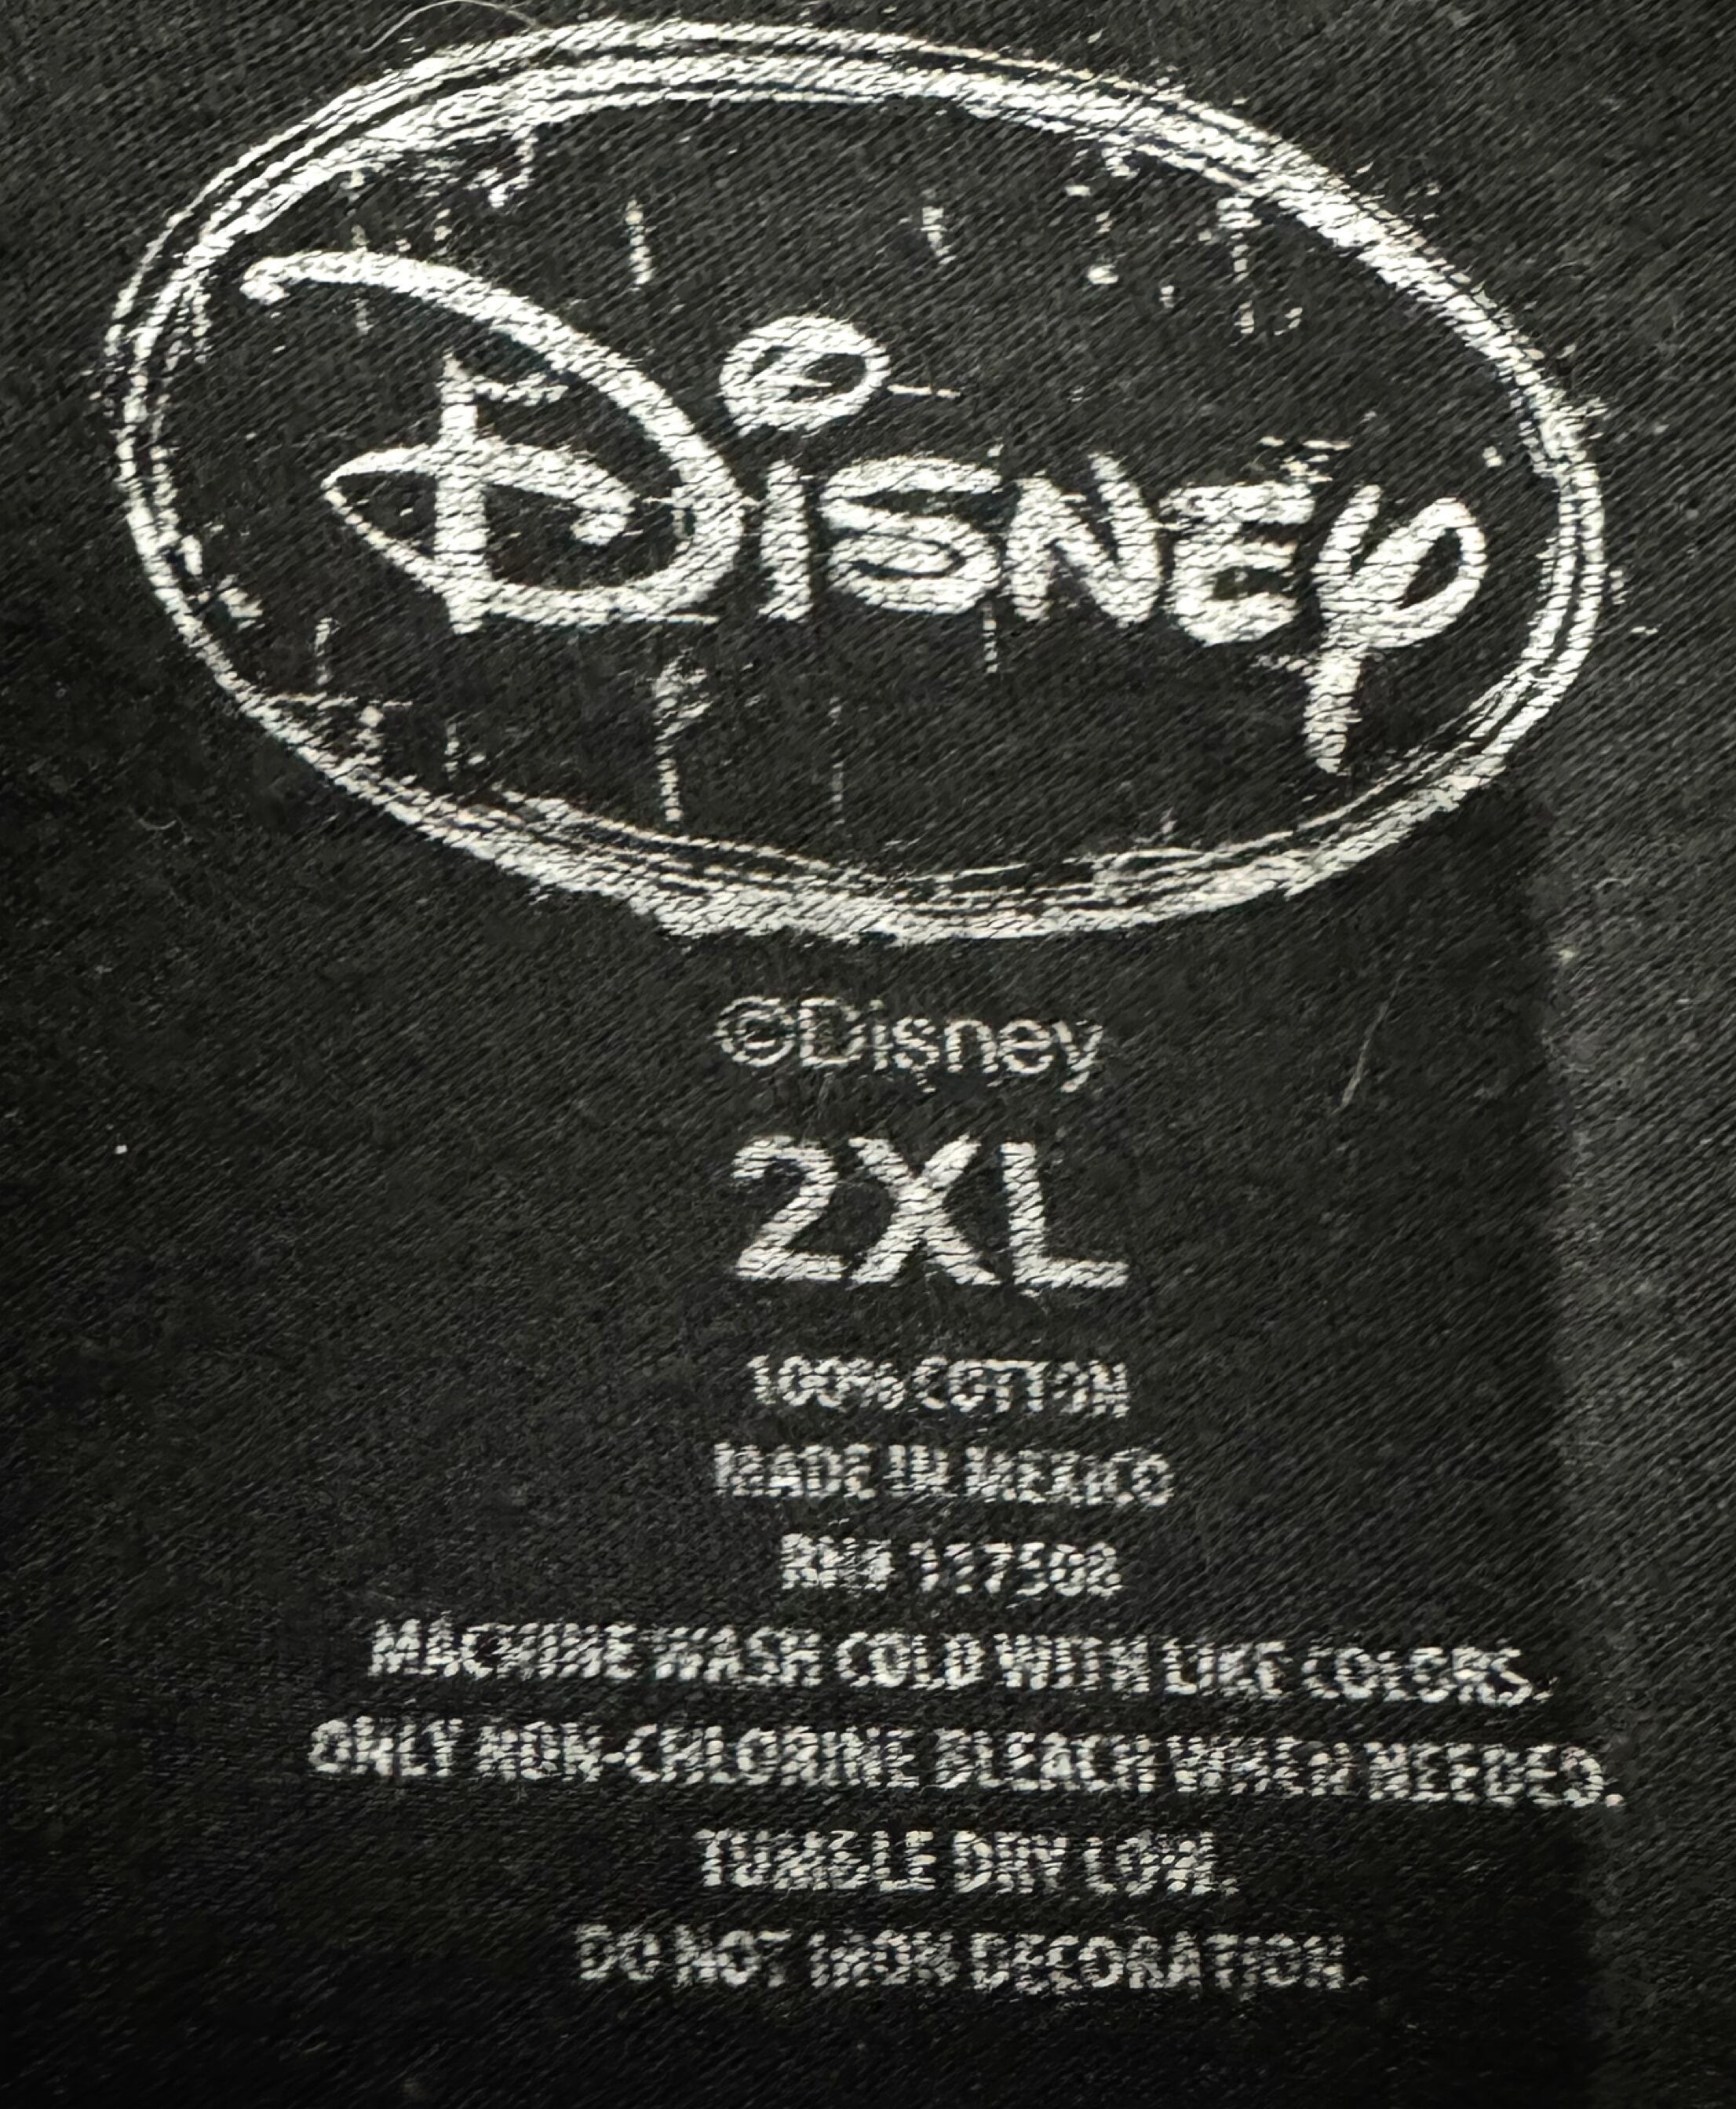 Disney
©Disney
2XL
100% COTTON
MADE IN MEXICO
RN#
MACHINE WASH COLD WITH LIKE COLORS.
ONLY NON-CHLORINE BLEACH WHEN NEEDED.
TUMBLE DRY LOW.
DO NOT IRON DECORATION.